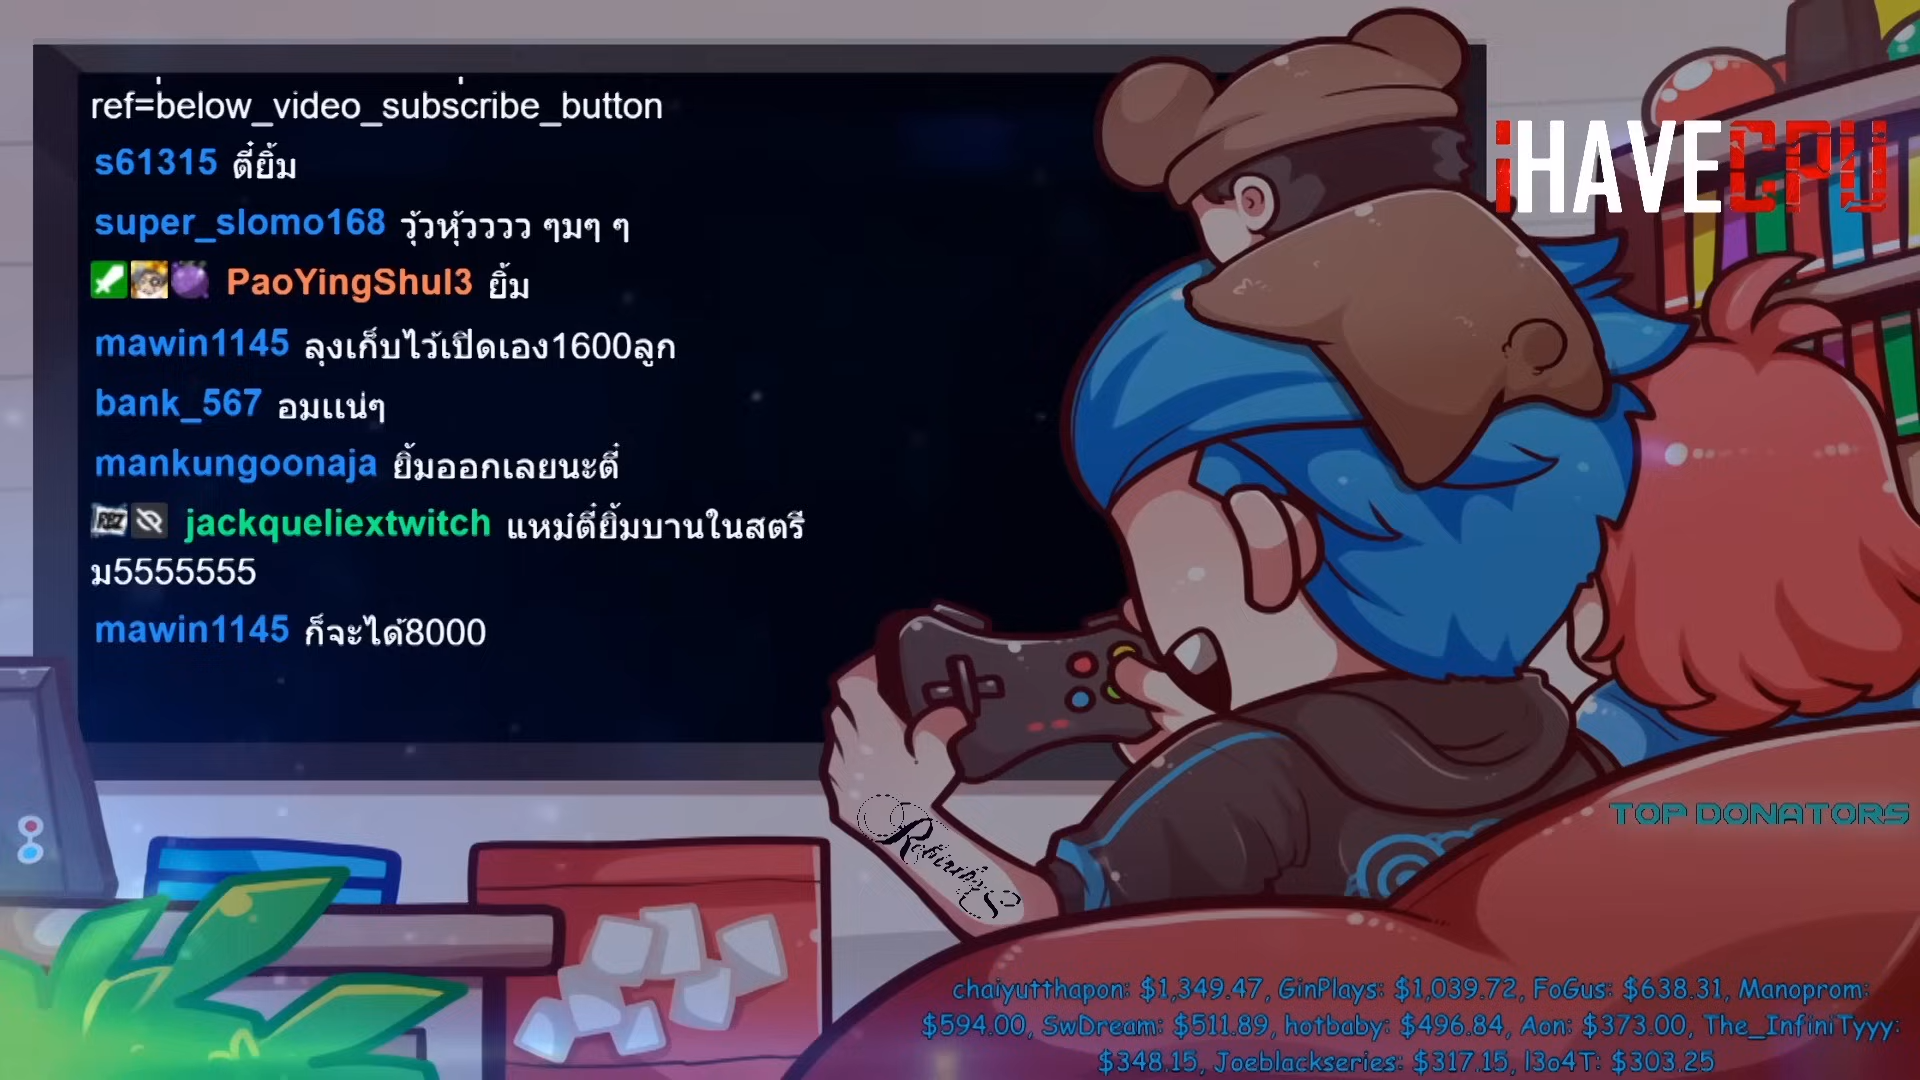 ref=่below_video_subs่cribe_button
s61315 ตี๋ยิ้ม
super_slomo168 วุ้วหุ้วววว ๆมๆ ๆ
PaoYingShul3 ยิ้ม
mawin1145 ลุงเก็บไว้เปิดเอง1600ลูก
bank_567 อมแน่ๆ
mankungoonaja ยิ้มออกเลยนะตี๋
jackqueliextwitch แหม่ตี๋ยิ้มบานในสตรี
ม5555555
mawin1145 ก็จะได้8000
iHAVECPU
TOP DONATORS
chaiyutthapon: $1,349.47, GinPlays: $1,039.72, FoGus: $638.31, Manoprom:
$594.00, SwDream: $511.89, hotbaby: $496.84, Aon: $373.00, The_InfiniTyyy:
$348.15, Joeblackseries: $317.15, l3o4T: $303.25